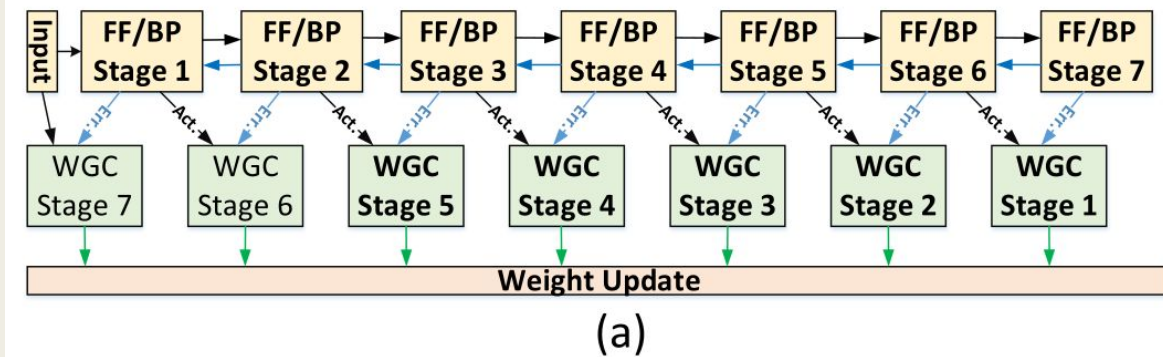 Input
FF/BP
Stage 1
FF/BP
Stage 2
FF/BP
Stage 3
FF/BP
Stage 4
FF/BP
Stage 5
FF/BP
Stage 6
FF/BP
Stage 7
Err.
Act.
Err.
Act.
Err.
Act.
Err.
Act.
Err.
Act.
Err.
Act.
Err.
WGC
Stage 7
WGC
Stage 6
WGC
Stage 5
WGC
Stage 4
WGC
Stage 3
WGC
Stage 2
WGC
Stage 1
Weight Update
(a)